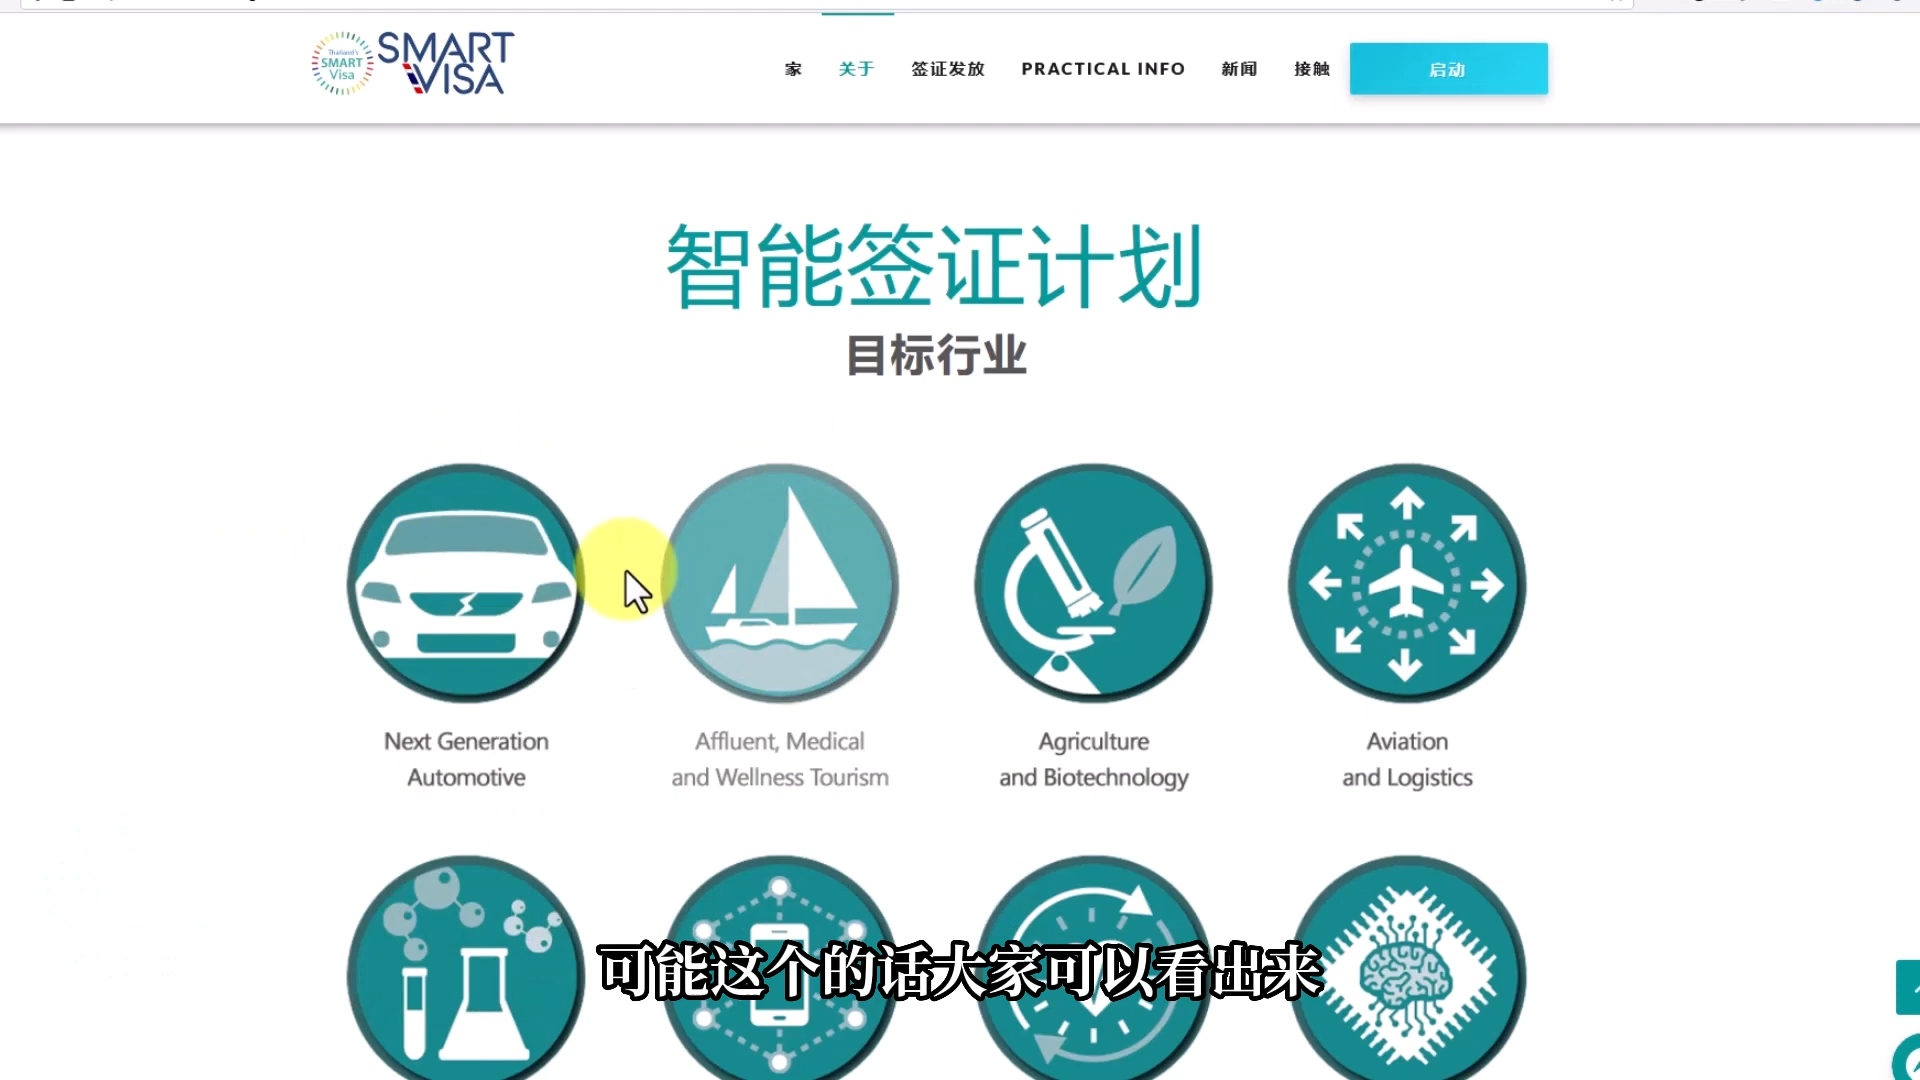 Thailand's
SMART
Visa
SMART
VISA
家
关于
签证发放
PRACTICAL INFO
新闻
接触
启动
智能签证计划
目标行业
Next Generation
Automotive
Affluent, Medical
and Wellness Tourism
Agriculture
and Biotechnology
Aviation
and Logistics
可能这个的话大家可以看出来